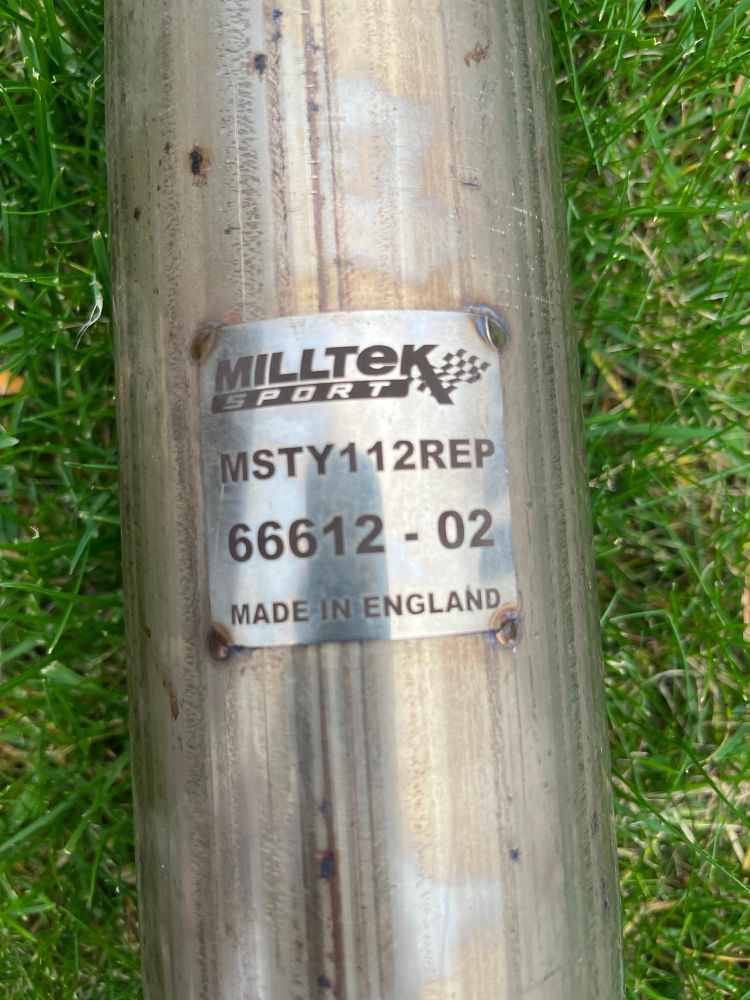 MILLTEK
SPORT
MSTY112REP
66612 - 02
MADE IN ENGLAND